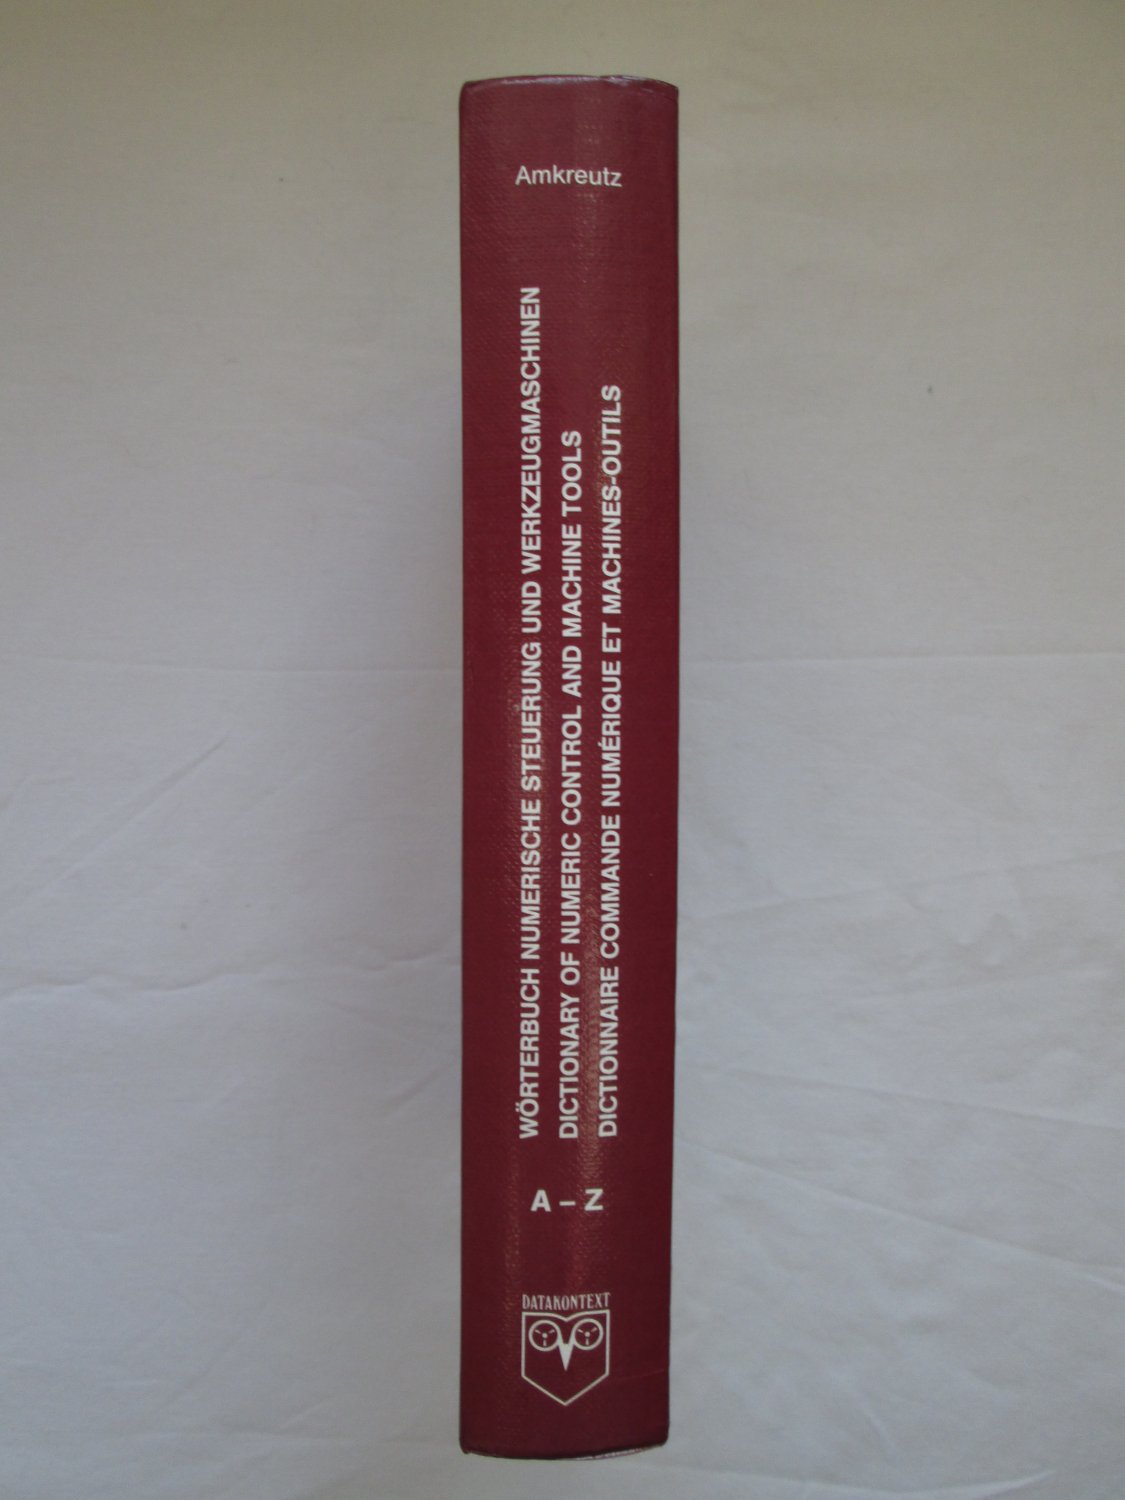 Amkreutz
WÖRTERBUCH NUMERISCHE STEUERUNG UND WERKZEUGMASCHINEN
DICTIONARY OF NUMERIC CONTROL AND MACHINE TOOLS
DICTIONNAIRE COMMANDE NUMÉRIQUE ET MACHINES-OUTILS
A – Z
DATAKONTEXT